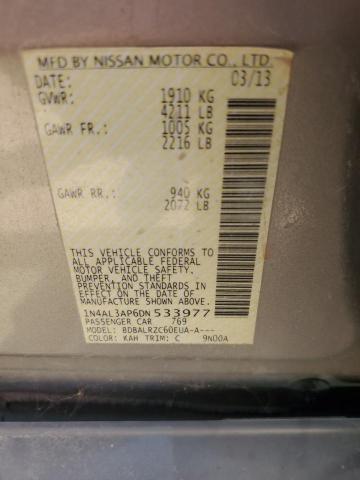 MFD BY NISSAN MOTOR CO., LTD.
DATE: 03/13
GVWR: 1910 KG
4211 LB
GAWR FR.: 1005 KG
2216 LB
GAWR RR.: 940 KG
2072 LB
THIS VEHICLE CONFORMS TO ALL
APPLICABLE FEDERAL
MOTOR VEHICLE SAFETY,
BUMPER, AND THEFT
PREVENTION STANDARDS IN
EFFECT ON THE DATE OF
MANUFACTURE SHOWN ABOVE.
1N4AL3AP6DN533977
PASSENGER CAR 769
MODEL: BDBALRZC60EUA-A---
COLOR: KAH TRIM: C 9N00A